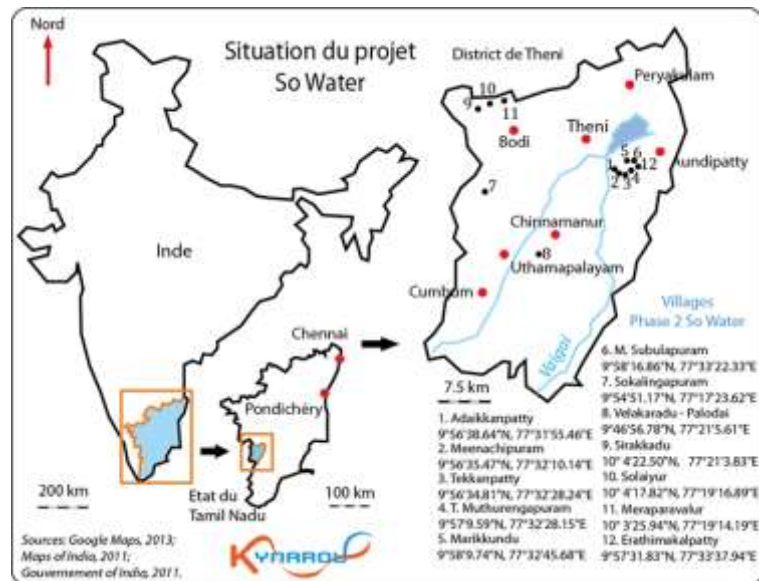 Nord
Situation du projet
So Water
District de Theni
Peryakulam
10
9
11
Bodi
Theni
5 6
1
12
Aundipatty
2 3 4
7
Chinnamanur
8
Uthamapalayam
Cumbum
Inde
Vaigai
Villages
Phase 2 So Water
Chennai
Pondichéry
7.5 km
200 km
100 km
Etat du
Tamil Nadu
1. Adaikkanpatty
9°56'38.64"N, 77°31'55.46"E
2. Meenachipuram
9°56'35.47"N, 77°32'10.14"E
3. Tekkanpatty
9°56'34.81"N, 77°32'28.24"E
4. T. Muthurengapuram
9°57'9.59"N, 77°32'28.15"E
5. Marikkundu
9°58'9.74"N, 77°32'45.68"E
6. M. Subulapuram
9°58'16.86"N, 77°33'22.33"E
7. Sokalingapuram
9°54'51.17"N, 77°17'23.62"E
8. Velakaradu - Palodai
9°46'56.78"N, 77°21'5.61"E
9. Sirakkadu
10° 4'22.50"N, 77°21'3.83"E
10. Solaiyur
10° 4'17.82"N, 77°19'16.89"E
11. Meraparavalur
10° 3'25.94"N, 77°19'14.19"E
12. Erathimakalpatty
9°57'31.83"N, 77°33'37.94"E
Sources: Google Maps, 2013;
Maps of India, 2011;
Gouvernement of India, 2011.
KYNAROU